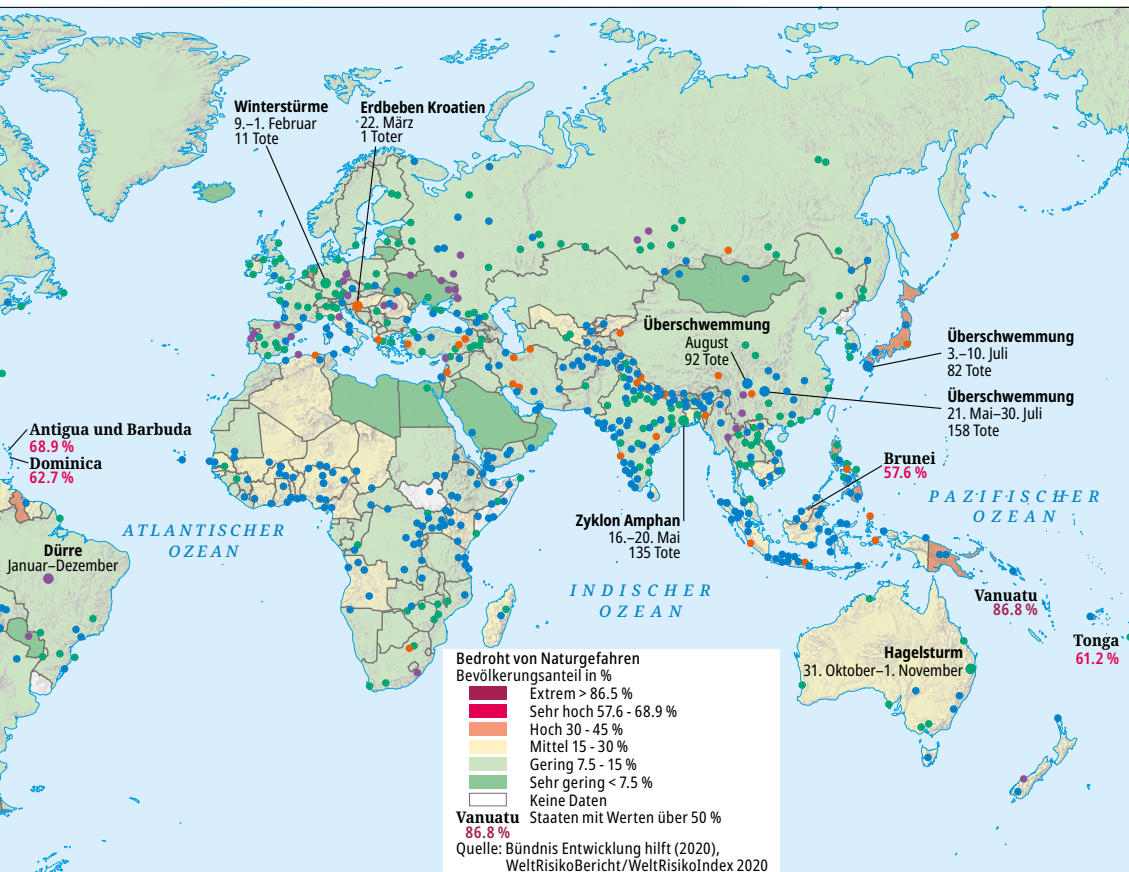 Winterstürme
9.–1. Februar
11 Tote
Erdbeben Kroatien
22. März
1 Toter
Überschwemmung
August
92 Tote
Überschwemmung
3.–10. Juli
82 Tote
Überschwemmung
21. Mai–30. Juli
158 Tote
Antigua und Barbuda
68.9 %
Dominica
62.7 %
Brunei
57.6 %
PAZIFISCHER
OZEAN
ATLANTISCHER
OZEAN
Zyklon Amphan
16.–20. Mai
135 Tote
Dürre
Januar–Dezember
INDISCHER
OZEAN
Vanuatu
86.8 %
Tonga
61.2 %
Hagelsturm
31. Oktober–1. November
Bedroht von Naturgefahren
Bevölkerungsanteil in %
Extrem > 86.5 %
Sehr hoch 57.6 - 68.9 %
Hoch 30 - 45 %
Mittel 15 - 30 %
Gering 7.5 - 15 %
Sehr gering < 7.5 %
Keine Daten
Vanuatu Staaten mit Werten über 50 %
86.8 %
Quelle: Bündnis Entwicklung hilft (2020),
WeltRisikoBericht/WeltRisikoIndex 2020